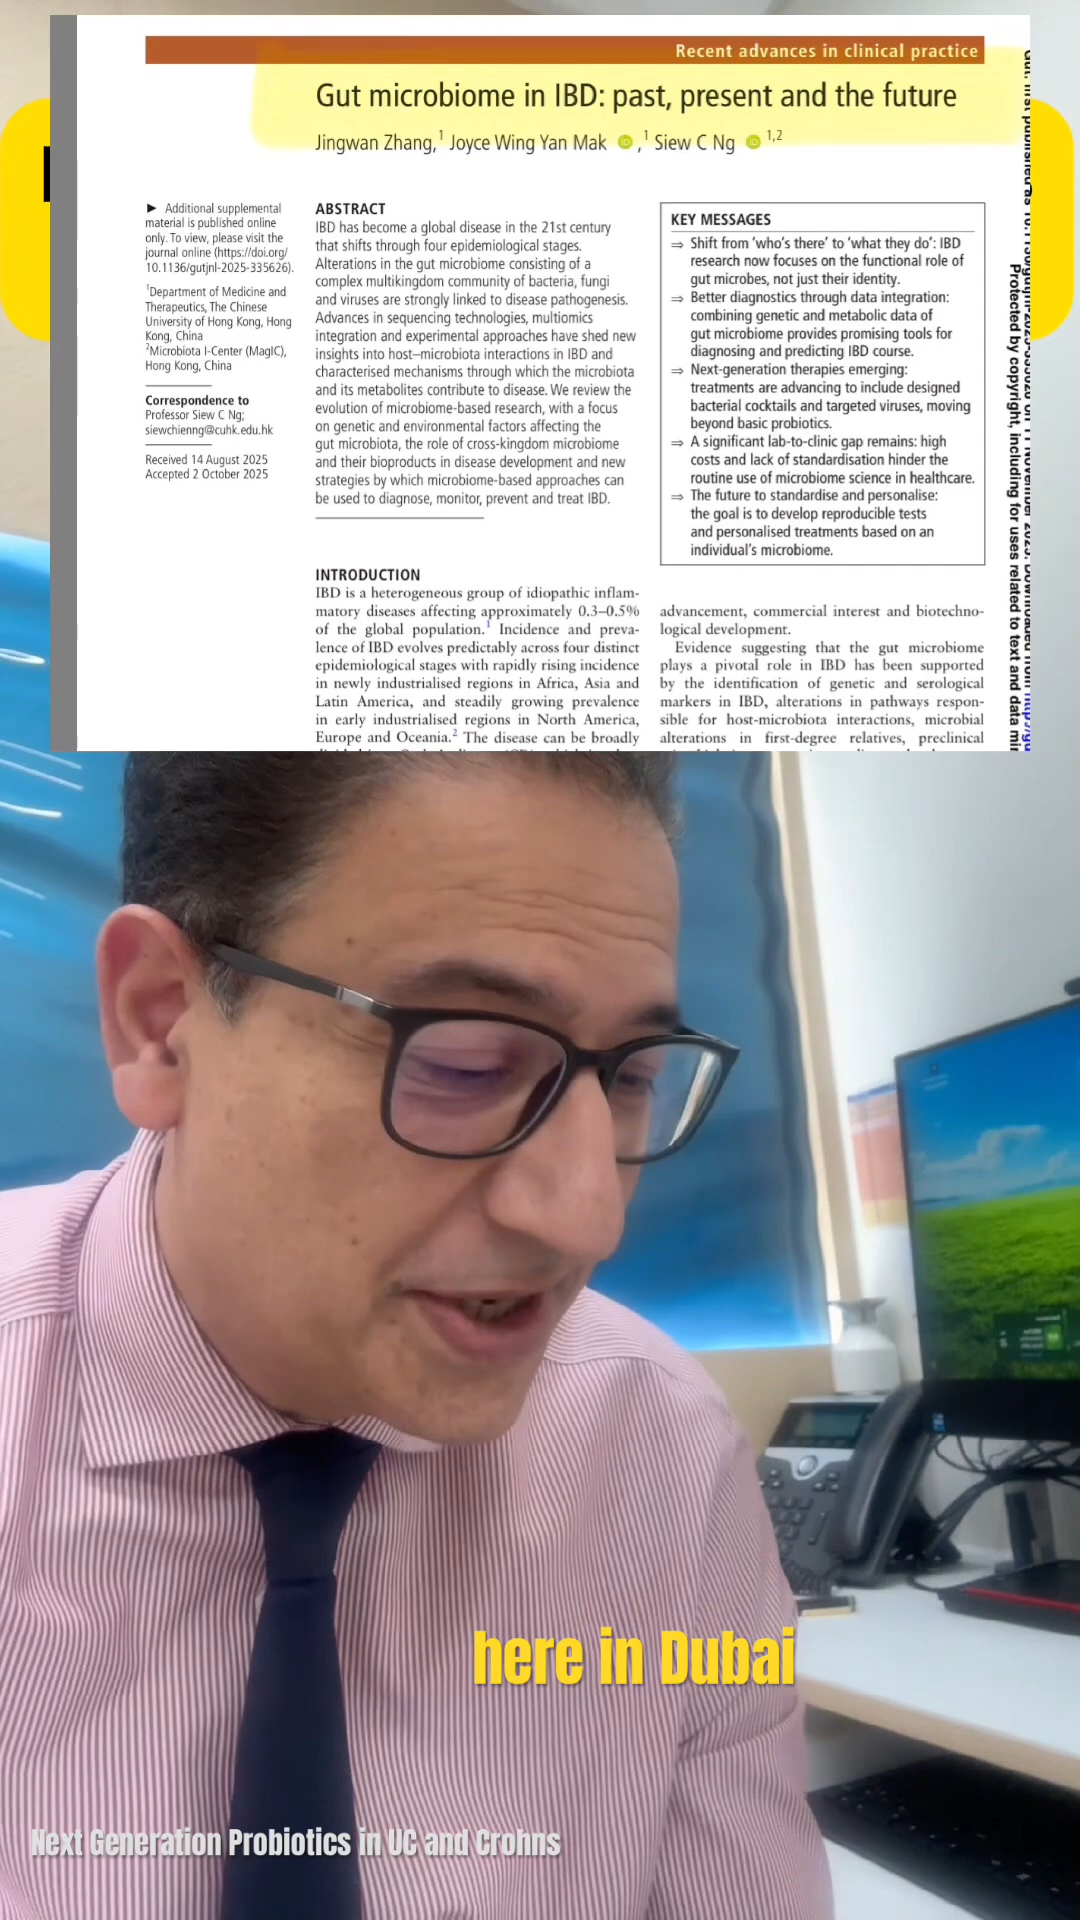 Recent advances in clinical practice
Gut microbiome in IBD: past, present and the future
Jingwan Zhang,1 Joyce Wing Yan Mak iD ,1 Siew C Ng iD 1,2
► Additional supplemental
material is published online
only. To view, please visit the
journal online (https://doi.org/
10.1136/gutjnl-2025-335626).
1Department of Medicine and
Therapeutics, The Chinese
University of Hong Kong, Hong
Kong, China
2Microbiota I-Center (MagIC),
Hong Kong, China
Correspondence to
Professor Siew C Ng;
siewchienng@cuhk.edu.hk
Received 14 August 2025
Accepted 2 October 2025
ABSTRACT
IBD has become a global disease in the 21st century
that shifts through four epidemiological stages.
Alterations in the gut microbiome consisting of a
complex multikingdom community of bacteria, fungi
and viruses are strongly linked to disease pathogenesis.
Advances in sequencing technologies, multiomics
integration and experimental approaches have shed new
insights into host–microbiota interactions in IBD and
characterised mechanisms through which the microbiota
and its metabolites contribute to disease. We review the
evolution of microbiome-based research, with a focus
on genetic and environmental factors affecting the
gut microbiota, the role of cross-kingdom microbiome
and their bioproducts in disease development and new
strategies by which microbiome-based approaches can
be used to diagnose, monitor, prevent and treat IBD.
INTRODUCTION
IBD is a heterogeneous group of idiopathic inflam-
matory diseases affecting approximately 0.3–0.5%
of the global population.1 Incidence and preva-
lence of IBD evolves predictably across four distinct
epidemiological stages with rapidly rising incidence
in newly industrialised regions in Africa, Asia and
Latin America, and steadily growing prevalence
in early industrialised regions in North America,
Europe and Oceania.2 The disease can be broadly
KEY MESSAGES
⇒ Shift from 'who's there' to 'what they do': IBD
research now focuses on the functional role of
gut microbes, not just their identity.
⇒ Better diagnostics through data integration:
combining genetic and metabolic data of
gut microbiome provides promising tools for
diagnosing and predicting IBD course.
⇒ Next-generation therapies emerging:
treatments are advancing to include designed
bacterial cocktails and targeted viruses, moving
beyond basic probiotics.
⇒ A significant lab-to-clinic gap remains: high
costs and lack of standardisation hinder the
routine use of microbiome science in healthcare.
⇒ The future to standardise and personalise:
the goal is to develop reproducible tests
and personalised treatments based on an
individual's microbiome.
advancement, commercial interest and biotechno-
logical development.
Evidence suggesting that the gut microbiome
plays a pivotal role in IBD has been supported
by the identification of genetic and serological
markers in IBD, alterations in pathways respon-
sible for host-microbiota interactions, microbial
alterations in first-degree relatives, preclinical
Protected by copyright, including for uses related to text and data
here in Dubai
Next Generation Probiotics in UC and Crohns